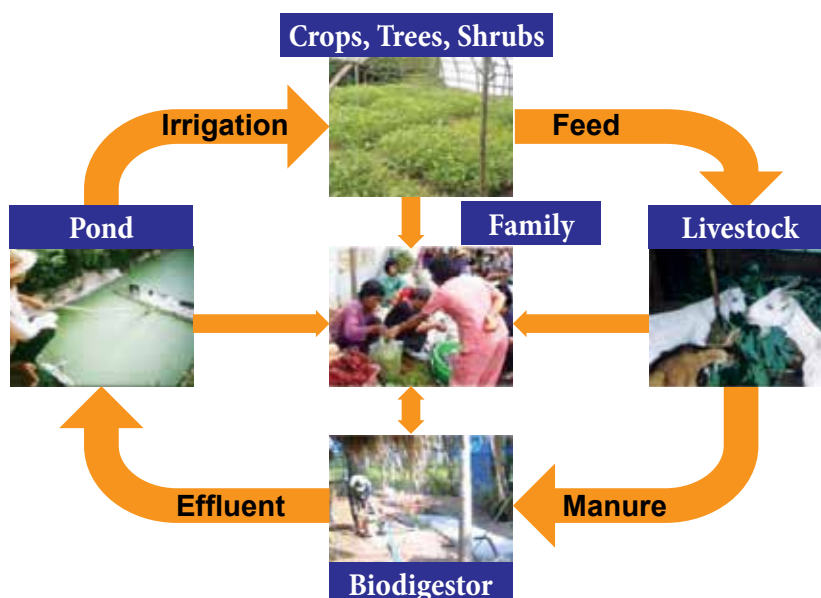 Crops, Trees, Shrubs
Irrigation
Feed
Pond
Family
Livestock
Effluent
Manure
Biodigestor